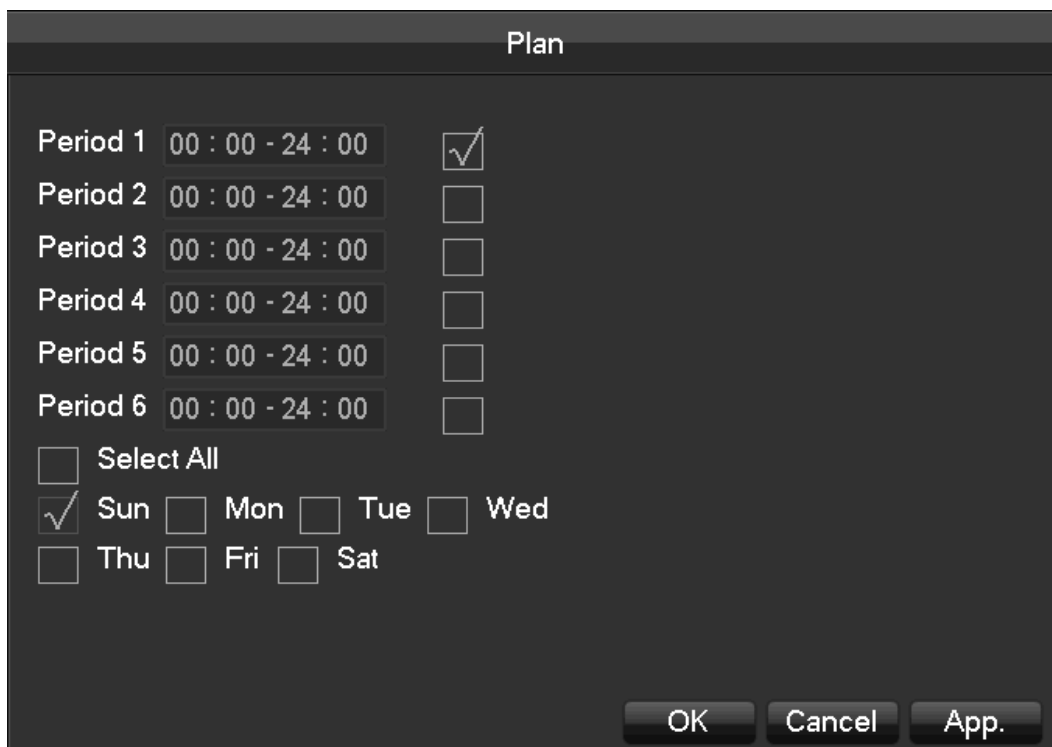 Plan
Period 1 00 : 00 - 24 : 00
Period 2 00 : 00 - 24 : 00
Period 3 00 : 00 - 24 : 00
Period 4 00 : 00 - 24 : 00
Period 5 00 : 00 - 24 : 00
Period 6 00 : 00 - 24 : 00
Select All
Sun Mon Tue Wed
Thu Fri Sat
OK Cancel App.